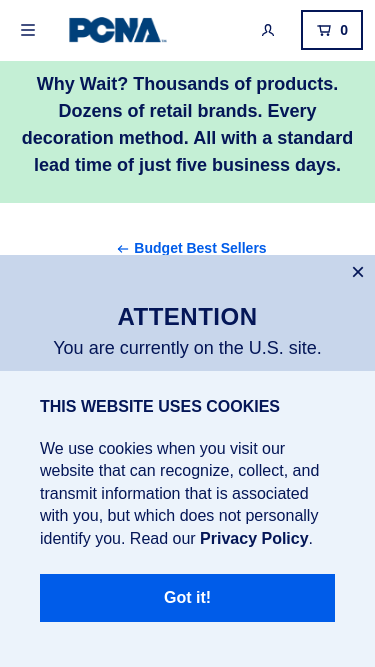 PCNA
0
Why Wait? Thousands of products.
Dozens of retail brands. Every
decoration method. All with a standard
lead time of just five business days.
← Budget Best Sellers
×
ATTENTION
You are currently on the U.S. site.
THIS WEBSITE USES COOKIES
We use cookies when you visit our
website that can recognize, collect, and
transmit information that is associated
with you, but which does not personally
identify you. Read our Privacy Policy.
Got it!